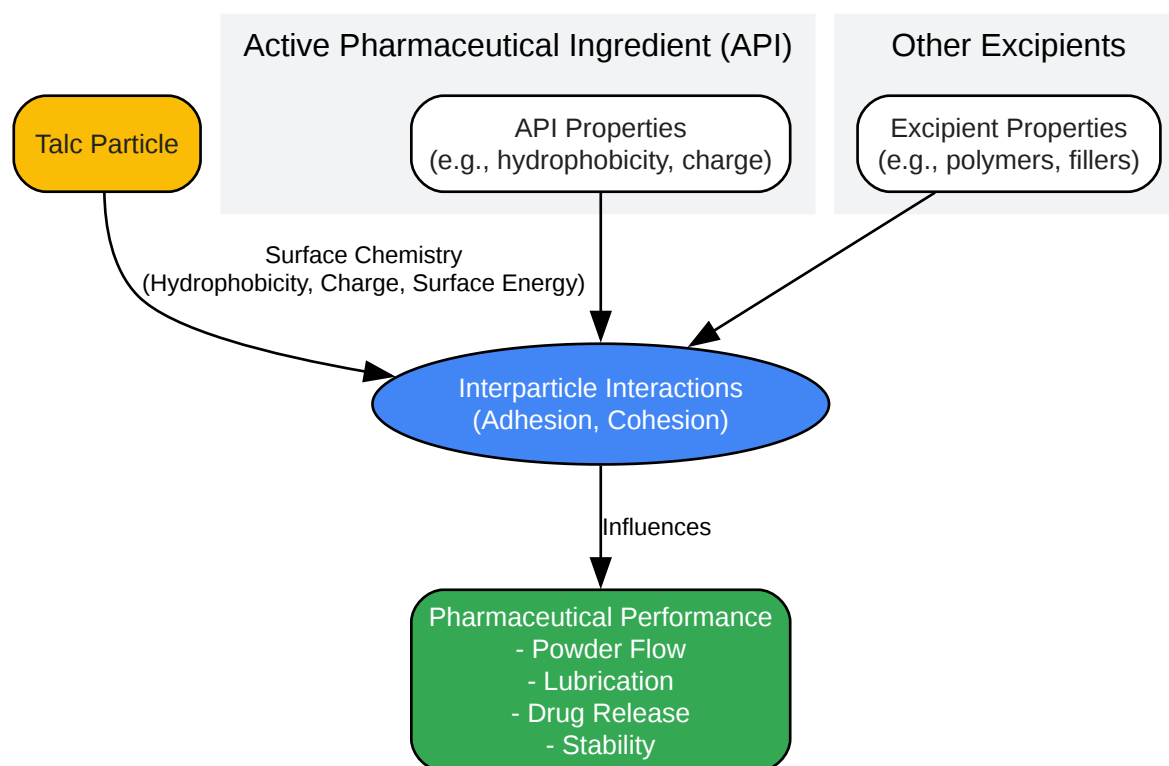 Active Pharmaceutical Ingredient (API)
Other Excipients
Talc Particle
API Properties
(e.g., hydrophobicity, charge)
Excipient Properties
(e.g., polymers, fillers)
Surface Chemistry
(Hydrophobicity, Charge, Surface Energy)
Interparticle Interactions
(Adhesion, Cohesion)
Influences
Pharmaceutical Performance
- Powder Flow
- Lubrication
- Drug Release
- Stability